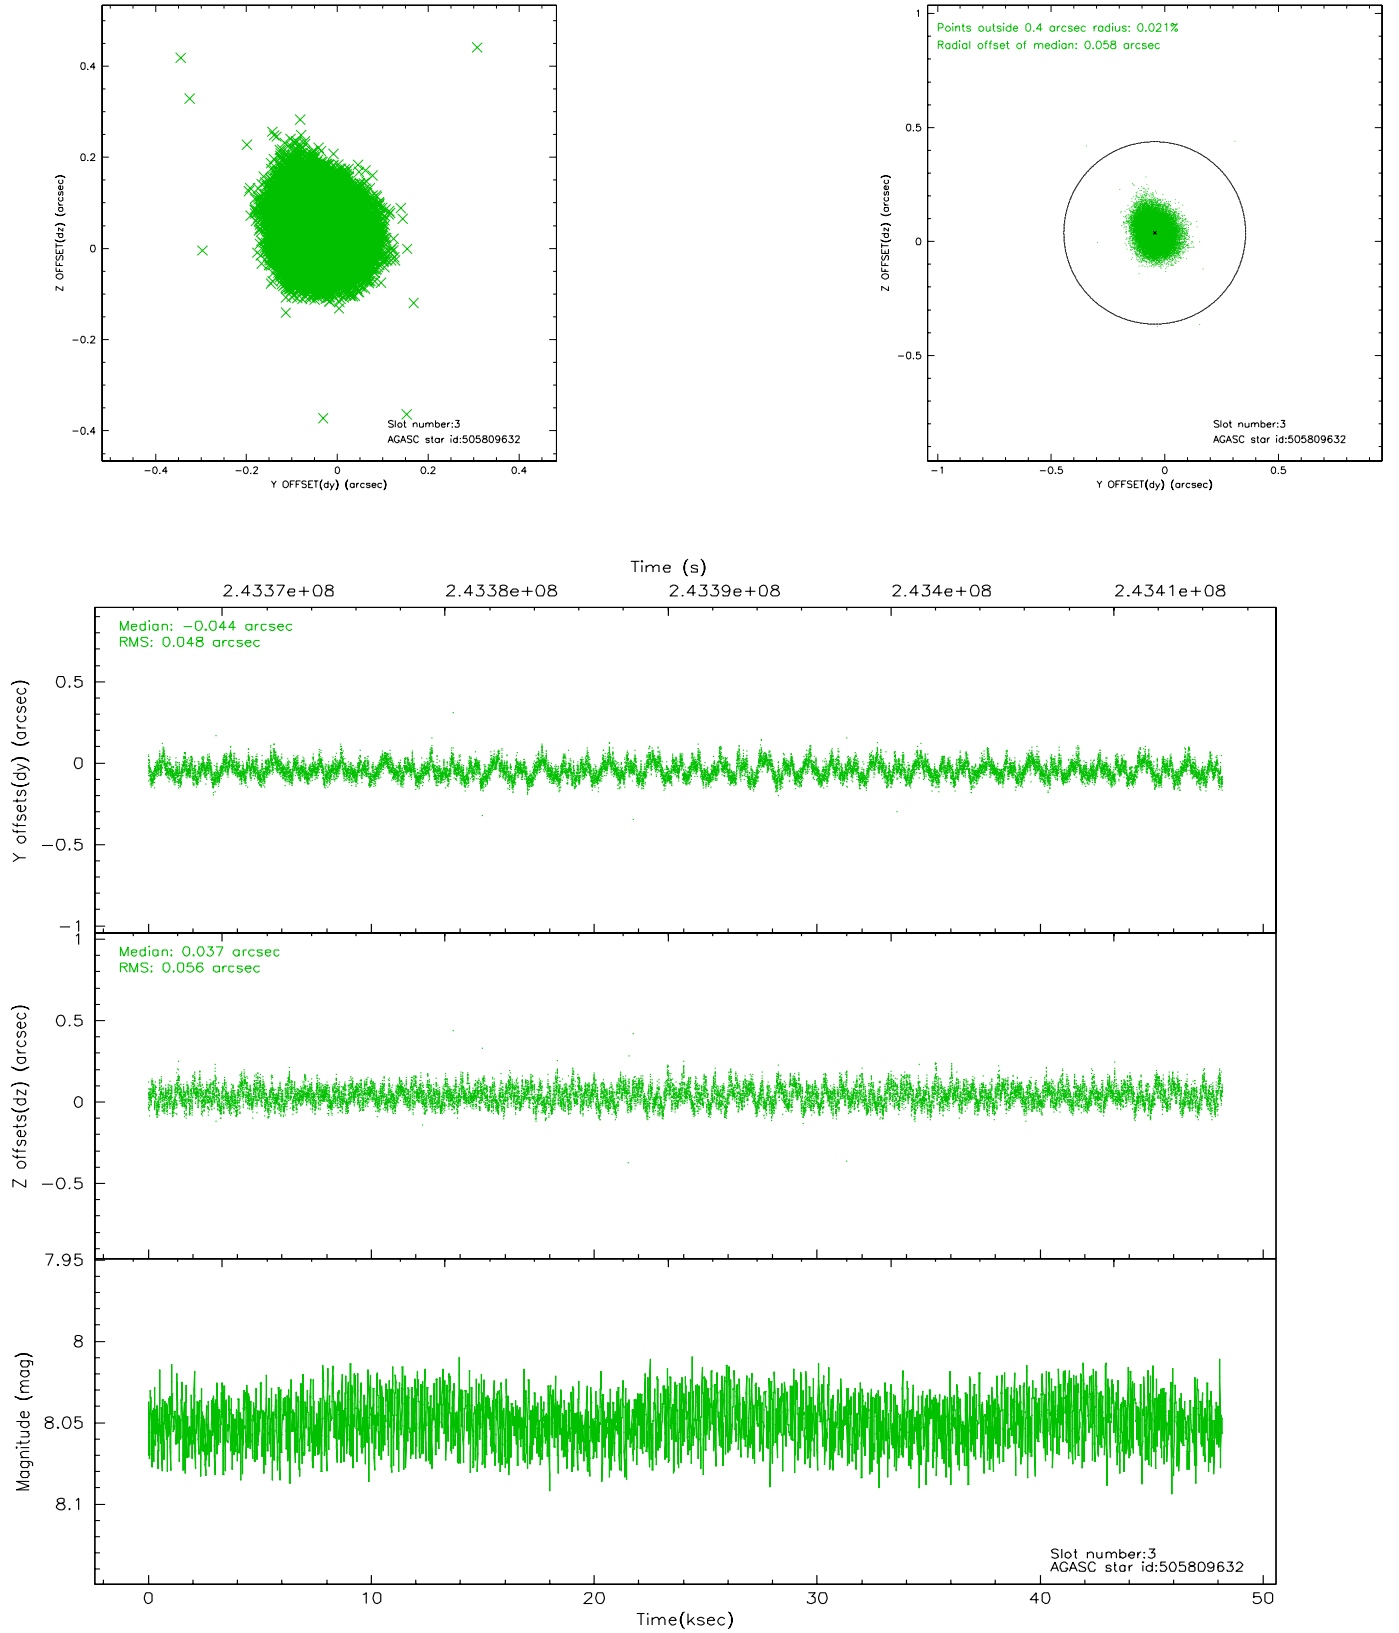 Points outside 0.4 arcsec radius: 0.021%
Radial offset of median: 0.058 arcsec
0.4
0.2
0
−0.2
−0.4
Z OFFSET(dz) (arcsec)
Slot number:3
AGASC star id:505809632
−0.4 −0.2 0 0.2 0.4
Y OFFSET(dy) (arcsec)
1
0.5
0
−0.5
Z OFFSET(dz) (arcsec)
Slot number:3
AGASC star id:505809632
−1 −0.5 0 0.5
Y OFFSET(dy) (arcsec)
Time (s)
2.4337e+08 2.4338e+08 2.4339e+08 2.434e+08 2.4341e+08
Median: −0.044 arcsec
RMS: 0.048 arcsec
0.5
0
−0.5
−1
Y offsets(dy) (arcsec)
Median: 0.037 arcsec
RMS: 0.056 arcsec
1
0.5
0
−0.5
Z offsets(dz) (arcsec)
7.95
8
8.05
8.1
Magnitude (mag)
Slot number:3
AGASC star id:505809632
0 10 20 30 40 50
Time(ksec)